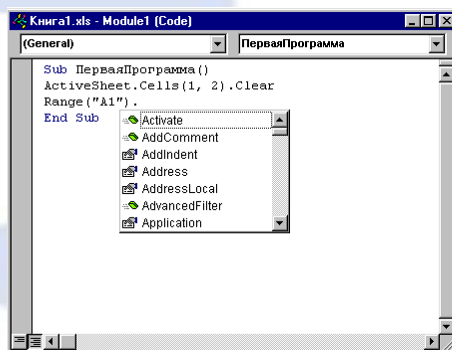 Книга1.xls - Module1 (Code)
(General) ПерваяПрограмма
Sub ПерваяПрограмма()
ActiveSheet.Cells(1, 2).Clear
Range("A1").
End Sub
Activate
AddComment
AddIndent
Address
AddressLocal
AdvancedFilter
Application